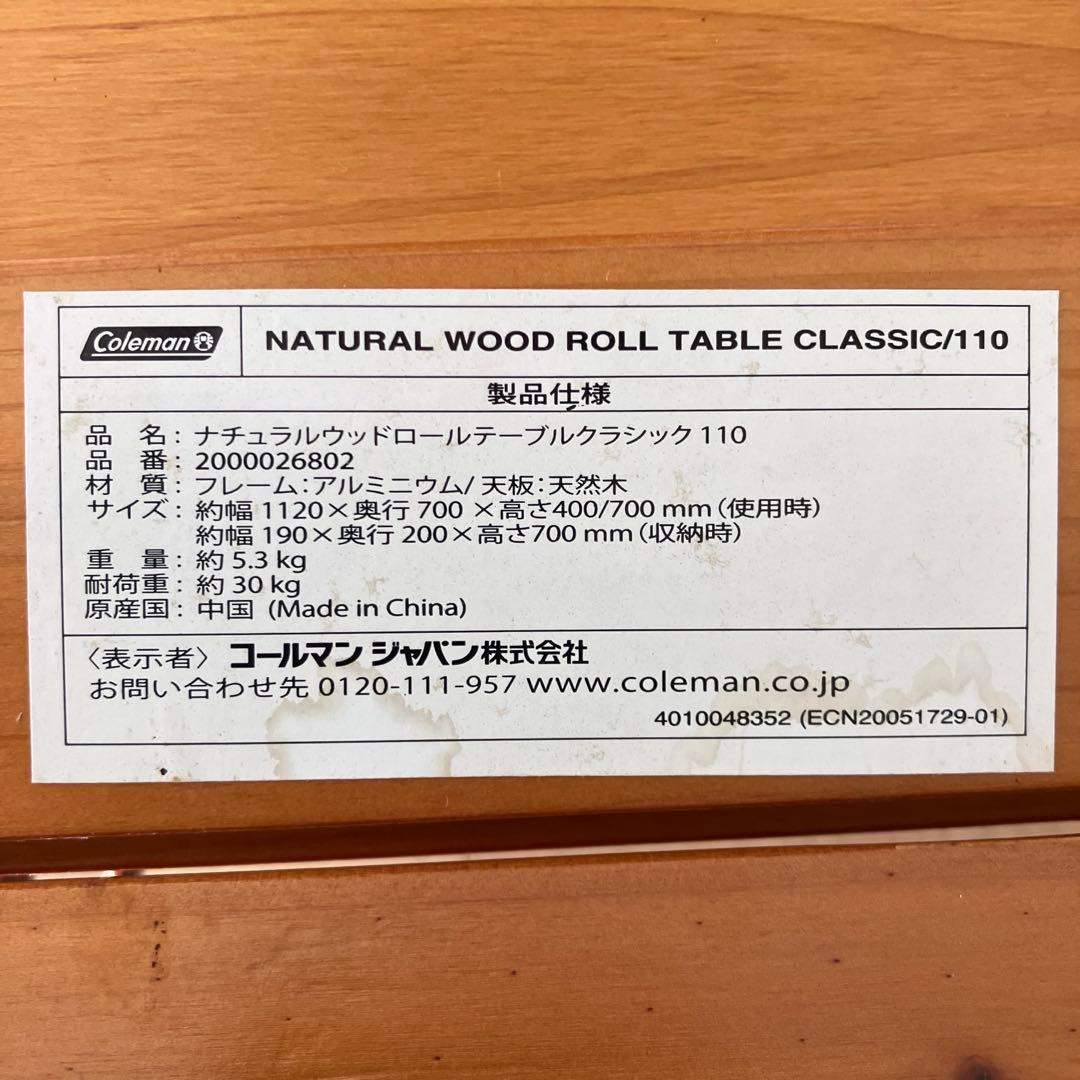 Coleman NATURAL WOOD ROLL TABLE CLASSIC/110
製品仕様
品 名：ナチュラルウッドロールテーブルクラシック 110
品 番：2000026802
材 質：フレーム：アルミニウム/ 天板：天然木
サイズ：約幅 1120×奥行 700 ×高さ400/700 mm（使用時）
約幅 190×奥行 200×高さ700 mm（収納時）
重 量：約 5.3 kg
耐荷重：約 30 kg
原産国：中国 (Made in China)
〈表示者〉コールマン ジャパン株式会社
お問い合わせ先 0120-111-957 www.coleman.co.jp
4010048352 (ECN20051729-01)